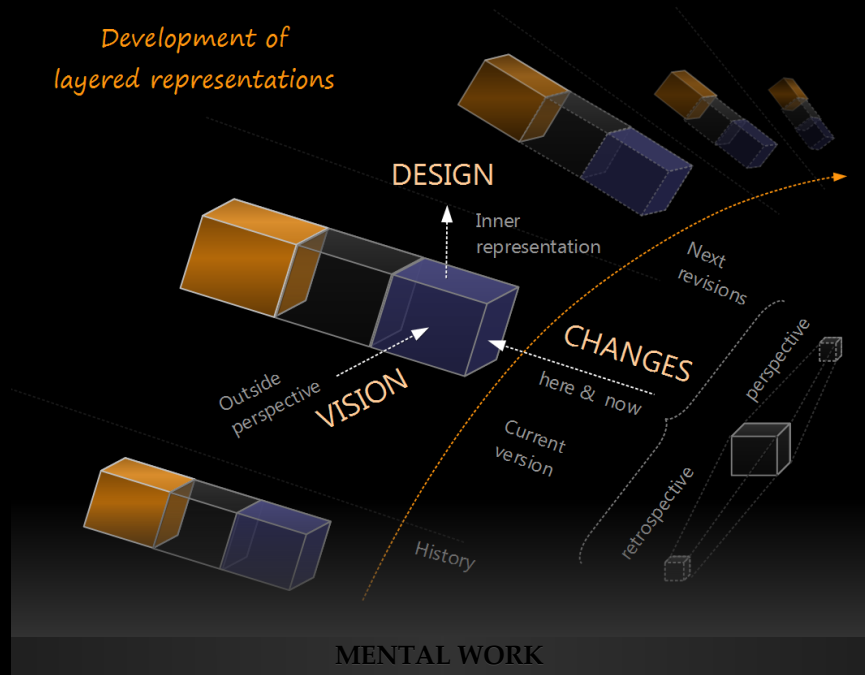 Development of
layered representations
DESIGN
Inner
representation
Next
revisions
CHANGES
here & now
perspective
Outside
perspective
VISION
Current
version
retrospective
History
MENTAL WORK